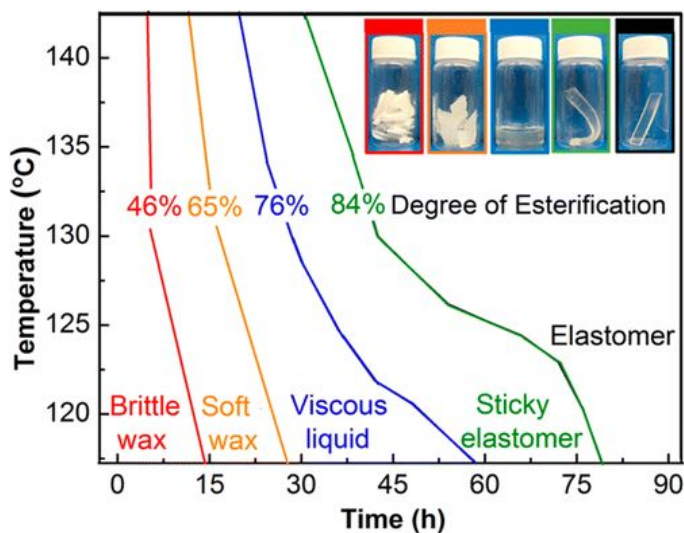 140
135
130
125
120
Temperature (ºC)
46% 65% 76% 84% Degree of Esterification
Elastomer
Brittle
wax
Soft
wax
Viscous
liquid
Sticky
elastomer
0 15 30 45 60 75 90
Time (h)